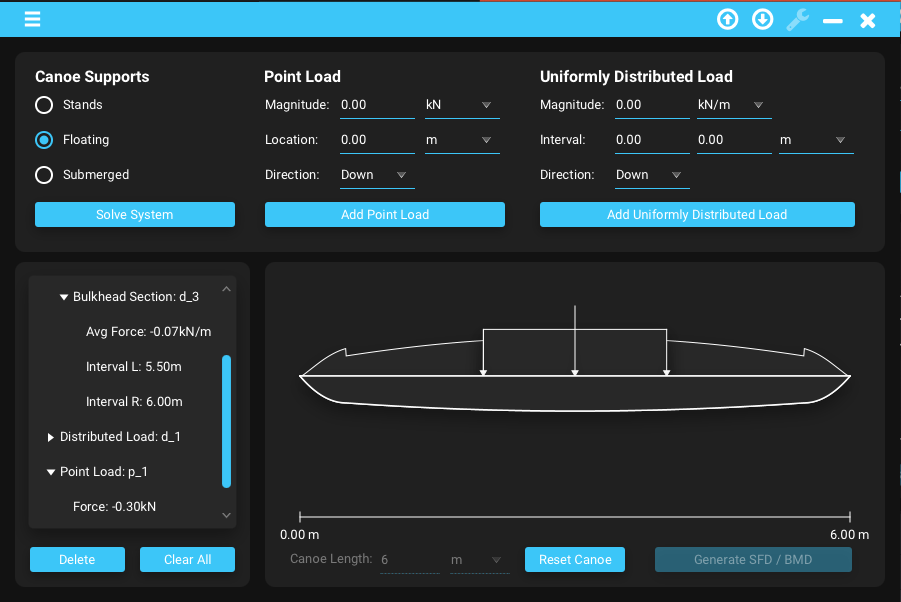 Canoe Supports
Stands
Floating
Submerged
Solve System
Point Load
Magnitude: 0.00 kN
Location: 0.00 m
Direction: Down
Add Point Load
Uniformly Distributed Load
Magnitude: 0.00 kN/m
Interval: 0.00 0.00 m
Direction: Down
Add Uniformly Distributed Load
Bulkhead Section: d_3
Avg Force: -0.07kN/m
Interval L: 5.50m
Interval R: 6.00m
Distributed Load: d_1
Point Load: p_1
Force: -0.30kN
Delete Clear All
0.00 m 6.00 m
Canoe Length: 6 m Reset Canoe Generate SFD / BMD